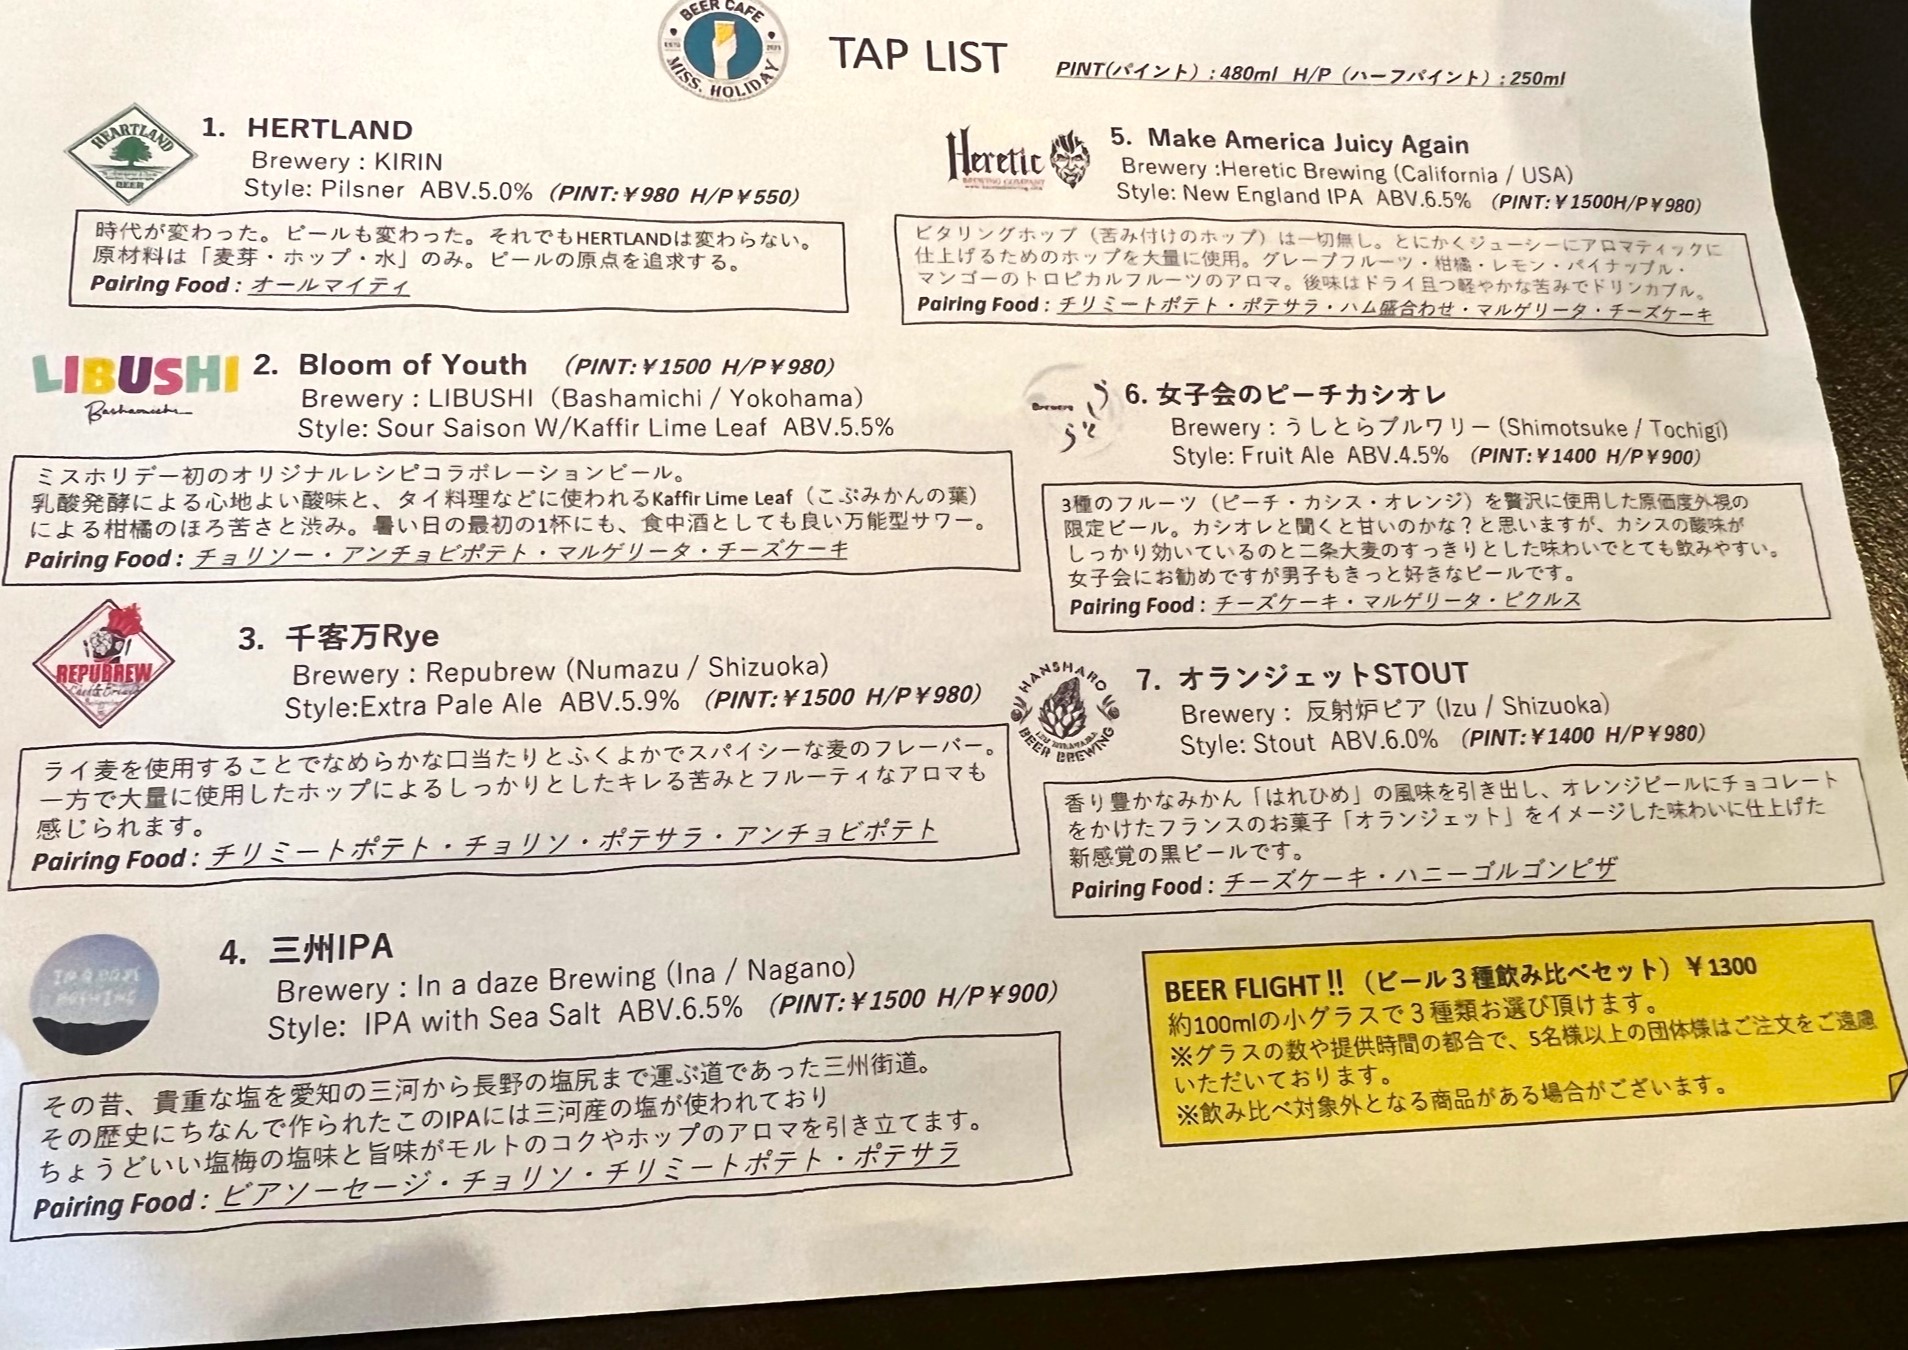 BEER CAFE
MISS. HOLIDAY
TAP LIST
PINT(パイント）: 480ml H/P（ハーフパイント）: 250ml
HEARTLAND
BEER
1. HERTLAND
Brewery : KIRIN
Style: Pilsner ABV.5.0% (PINT:¥980 H/P¥550)
時代が変わった。ビールも変わった。それでもHERTLANDは変わらない。
原材料は「麦芽・ホップ・水」のみ。ビールの原点を追求する。
Pairing Food : オールマイティ
LIBUSHI
Bashamichi
2. Bloom of Youth (PINT:¥1500 H/P¥980)
Brewery : LIBUSHI (Bashamichi / Yokohama)
Style: Sour Saison W/Kaffir Lime Leaf ABV.5.5%
ミスホリデー初のオリジナルレシピコラボレーションビール。
乳酸発酵による心地よい酸味と、タイ料理などに使われるKaffir Lime Leaf（こぶみかんの葉）
による柑橘のほろ苦さと渋み。暑い日の最初の1杯にも、食中酒としても良い万能型サワー。
Pairing Food : チョリソー・アンチョビポテト・マルゲリータ・チーズケーキ
REPUBREW
3. 千客万Rye
Brewery : Repubrew (Numazu / Shizuoka)
Style:Extra Pale Ale ABV.5.9% (PINT:¥1500 H/P¥980)
ライ麦を使用することでなめらかな口当たりとふくよかでスパイシーな麦のフレーバー。
一方で大量に使用したホップによるしっかりとしたキレる苦みとフルーティなアロマも
感じられます。
Pairing Food : チリミートポテト・チョリソ・ポテサラ・アンチョビポテト
4. 三州IPA
Brewery : In a daze Brewing (Ina / Nagano)
Style: IPA with Sea Salt ABV.6.5% (PINT:¥1500 H/P¥900)
その昔、貴重な塩を愛知の三河から長野の塩尻まで運ぶ道であった三州街道。
その歴史にちなんで作られたこのIPAには三河産の塩が使われており
ちょうどいい塩梅の塩味と旨味がモルトのコクやホップのアロマを引き立てます。
Pairing Food : ビアソーセージ・チョリソ・チリミートポテト・ポテサラ
Heretic
BREWING COMPANY
5. Make America Juicy Again
Brewery :Heretic Brewing (California / USA)
Style: New England IPA ABV.6.5% (PINT:¥1500H/P¥980)
ビタリングホップ（苦み付けのホップ）は一切無し。とにかくジューシーにアロマティックに
仕上げるためのホップを大量に使用。グレープフルーツ・柑橘・レモン・パイナップル・
マンゴーのトロピカルフルーツのアロマ。後味はドライ且つ軽やかな苦みでドリンカブル。
Pairing Food : チリミートポテト・ポテサラ・ハム盛合わせ・マルゲリータ・チーズケーキ
6. 女子会のピーチカシオレ
Brewery : うしとらブルワリー (Shimotsuke / Tochigi)
Style: Fruit Ale ABV.4.5% (PINT:¥1400 H/P¥900)
3種のフルーツ（ピーチ・カシス・オレンジ）を贅沢に使用した原価度外視の
限定ビール。カシオレと聞くと甘いのかな？と思いますが、カシスの酸味が
しっかり効いているのと二条大麦のすっきりとした味わいでとても飲みやすい。
女子会にお勧めですが男子もきっと好きなビールです。
Pairing Food : チーズケーキ・マルゲリータ・ピクルス
HANSHARO
BEER BREWING
7. オランジェットSTOUT
Brewery : 反射炉ビア (Izu / Shizuoka)
Style: Stout ABV.6.0% (PINT:¥1400 H/P¥980)
香り豊かなみかん「はれひめ」の風味を引き出し、オレンジピールにチョコレート
をかけたフランスのお菓子「オランジェット」をイメージした味わいに仕上げた
新感覚の黒ビールです。
Pairing Food : チーズケーキ・ハニーゴルゴンピザ
BEER FLIGHT!!（ビール３種飲み比べセット）¥1300
約100mlの小グラスで３種類お選び頂けます。
※グラスの数や提供時間の都合で、5名様以上の団体様はご注文をご遠慮
いただいております。
※飲み比べ対象外となる商品がある場合がございます。